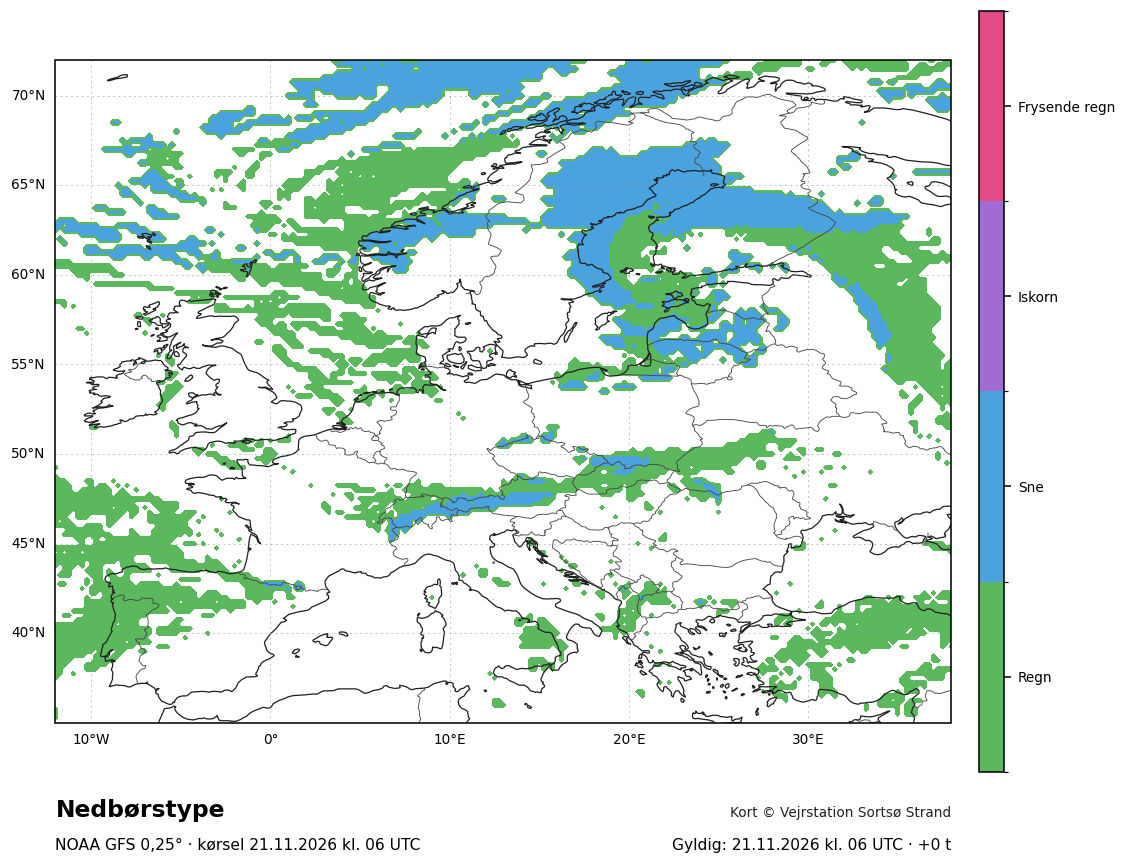 70°N
65°N
60°N
55°N
50°N
45°N
40°N
10°W 0° 10°E 20°E 30°E
Frysende regn
Iskorn
Sne
Regn
Nedbørstype
Kort © Vejrstation Sortsø Strand
NOAA GFS 0,25° · kørsel 21.11.2026 kl. 06 UTC
Gyldig: 21.11.2026 kl. 06 UTC · +0 t